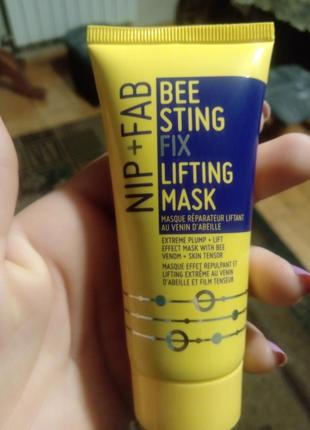 NIP+FAB
BEE
STING
FIX
LIFTING
MASK
MASQUE RÉPARATEUR LIFTANT
AU VENIN D'ABEILLE
EXTREME PLUMP + LIFT
EFFECT MASK WITH BEE
VENOM + SKIN TENSOR
MASQUE EFFET REPULPANT ET
LIFTING EXTRÊME AU VENIN
D'ABEILLE ET FILM TENSEUR